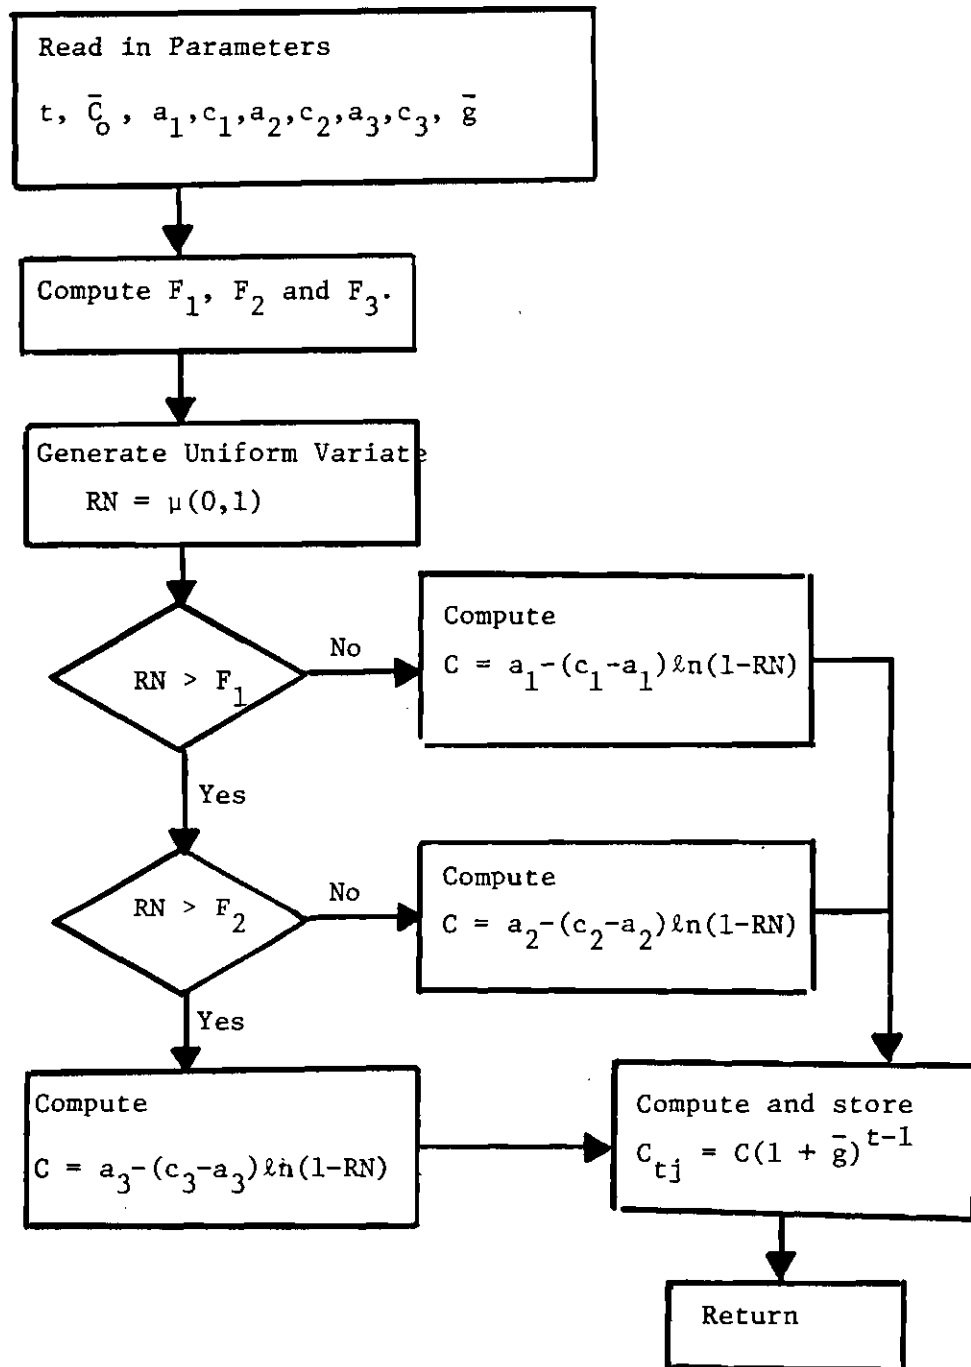 Read in Parameters
t, C̄ₒ, a₁,c₁,a₂,c₂,a₃,c₃, ḡ
Compute F₁, F₂ and F₃.
Generate Uniform Variate
RN = μ(0,1)
RN > F₁
No
Compute
C = a₁-(c₁-a₁)ℓn(1-RN)
Yes
RN > F₂
No
Compute
C = a₂-(c₂-a₂)ℓn(1-RN)
Yes
Compute
C = a₃-(c₃-a₃)ℓn(1-RN)
Compute and store
C_tj = C(1 + ḡ)^t-1
Return